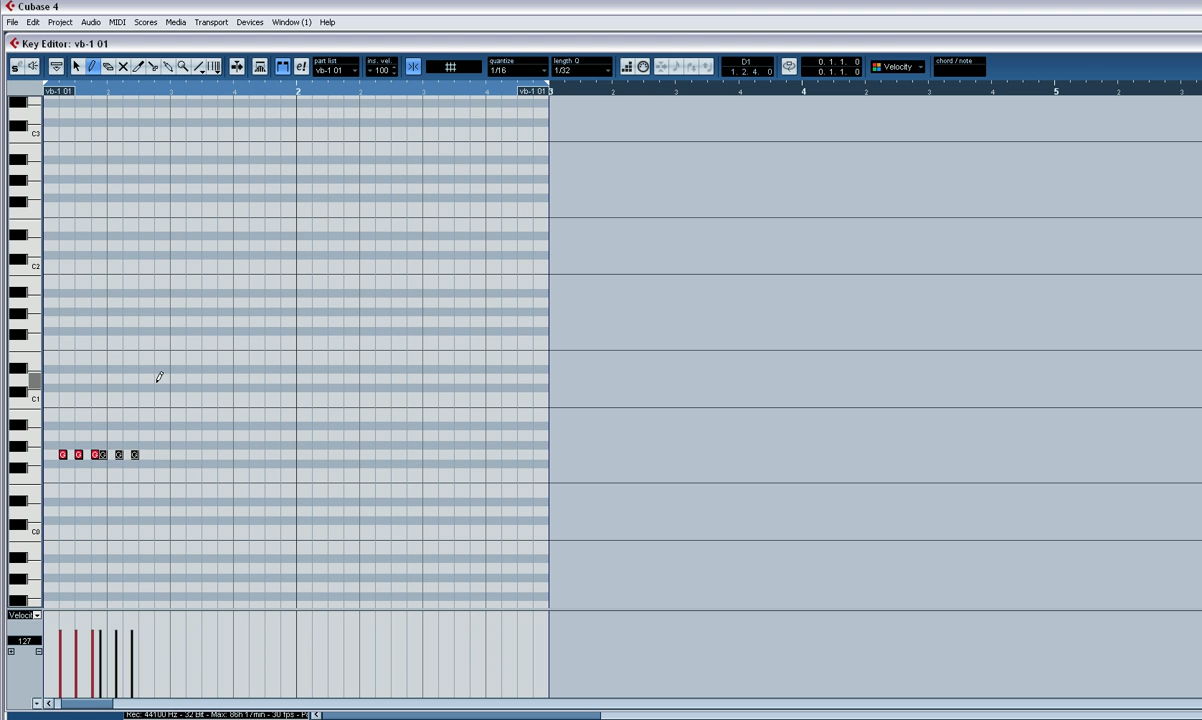 Cubase 4
File Edit Project Audio MIDI Scores Media Transport Devices Window (1) Help
Key Editor: vb-1 01
part list
vb-1 01
ins. vel.
100
quantize
1/16
length Q
1/32
D1
1. 2. 4. 0
0. 1. 1. 0
0. 1. 1. 0
Velocity
chord / note
vb-1 01 2 3 4 2 2 3 4 vb-1 01 3 2 3 4 4 2 3 4 5 2 3
C3
C2
C1
G G G G G G
C0
Velocit
127
Rec: 44100 Hz - 32 Bit - Max: 86h 17min - 30 fps - P